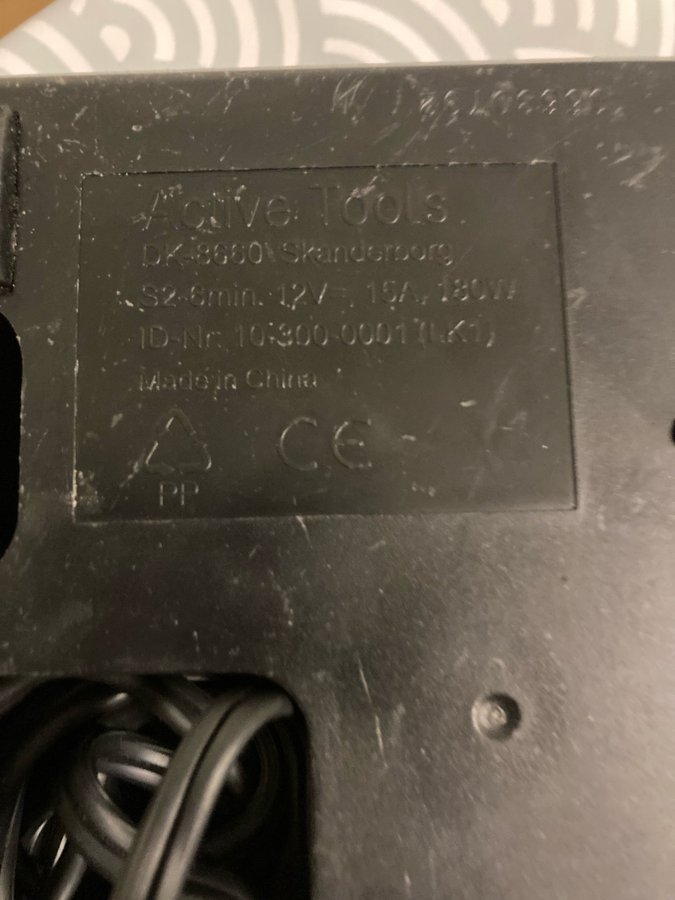 Active Tools
DK-8660 \ Skanderborg
S2-8min. 12V⎓, 15A, 180W
ID-Nr: 10-300-0001 (LK1)
Made in China
CE
PP